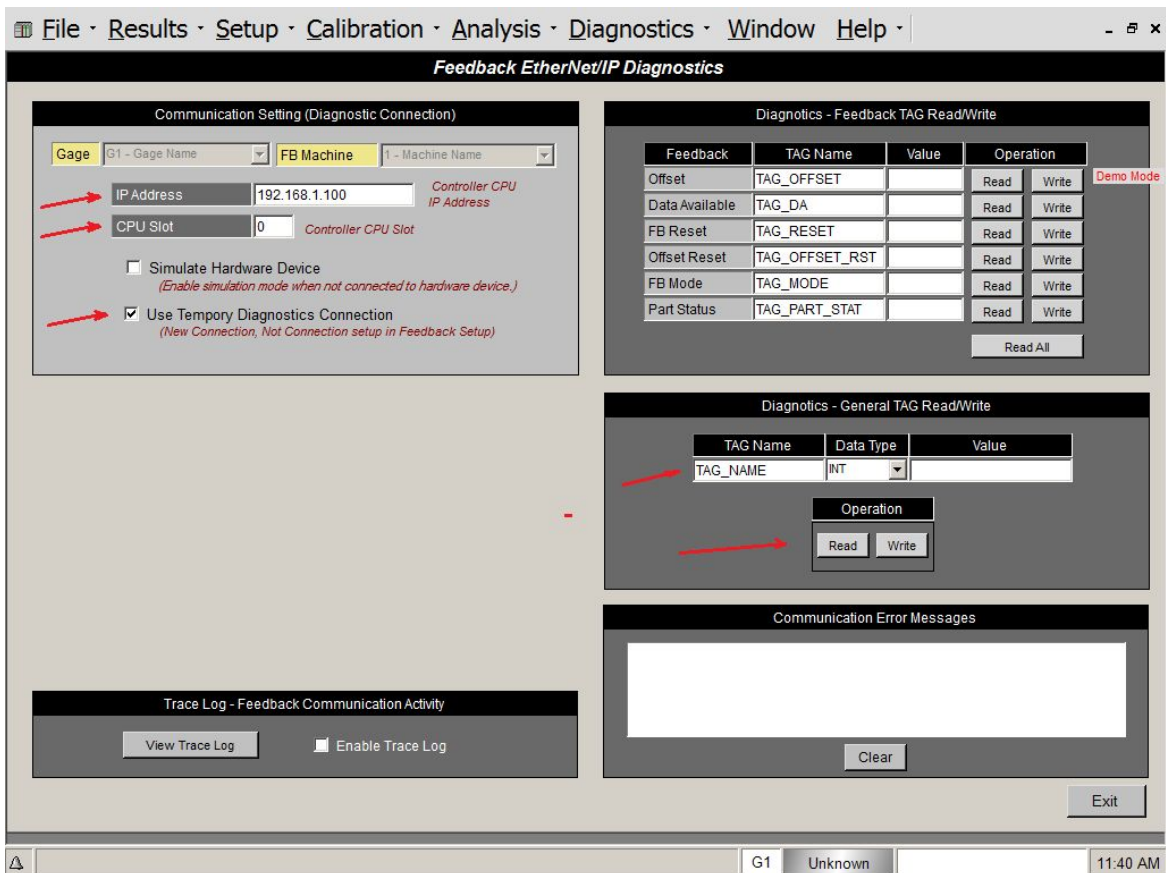 File Results Setup Calibration Analysis Diagnostics Window Help
Feedback EtherNet/IP Diagnostics
Communication Setting (Diagnostic Connection)
Gage G1 - Gage Name FB Machine 1 - Machine Name
IP Address 192.168.1.100 Controller CPU
IP Address
CPU Slot 0 Controller CPU Slot
Simulate Hardware Device
(Enable simulation mode when not connected to hardware device.)
Use Tempory Diagnostics Connection
(New Connection, Not Connection setup in Feedback Setup)
Diagnotics - Feedback TAG Read/Write
Feedback TAG Name Value Operation
Offset TAG_OFFSET Read Write Demo Mode
Data Available TAG_DA Read Write
FB Reset TAG_RESET Read Write
Offset Reset TAG_OFFSET_RST Read Write
FB Mode TAG_MODE Read Write
Part Status TAG_PART_STAT Read Write
Read All
Diagnotics - General TAG Read/Write
TAG Name Data Type Value
TAG_NAME INT
Operation
Read Write
Communication Error Messages
Clear
Trace Log - Feedback Communication Activity
View Trace Log Enable Trace Log
Exit
G1 Unknown 11:40 AM